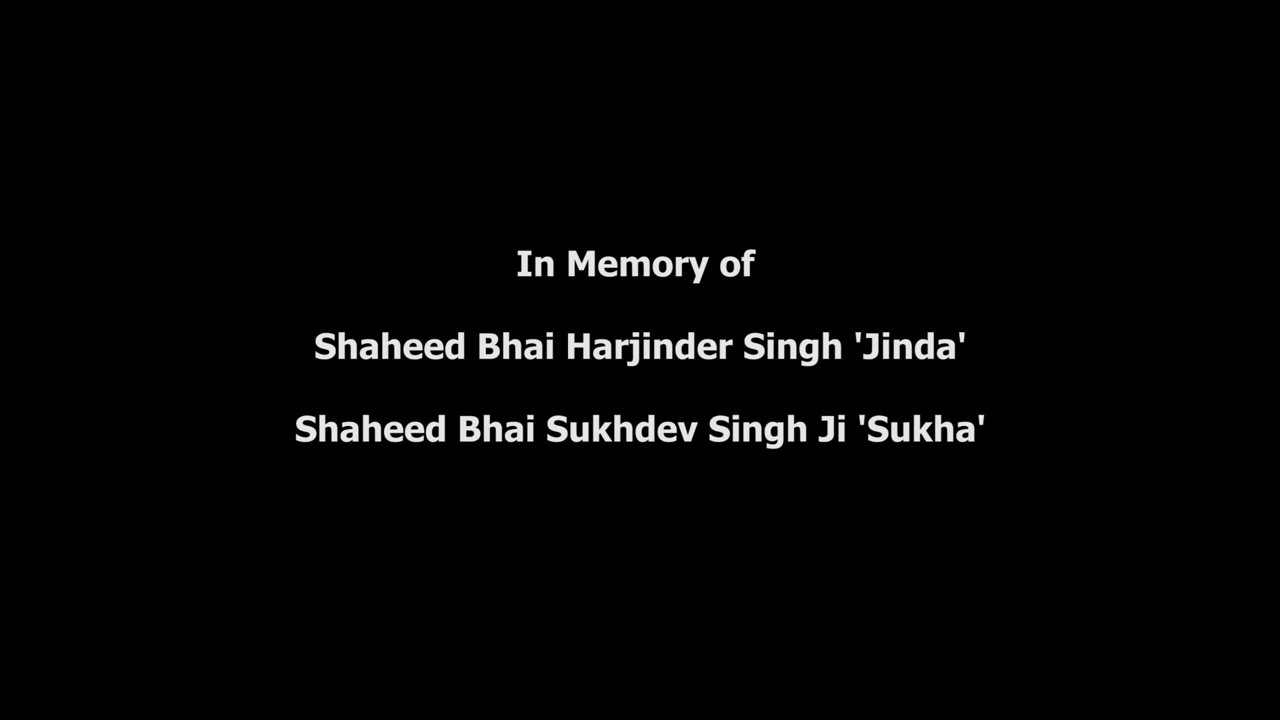 In Memory of
Shaheed Bhai Harjinder Singh 'Jinda'
Shaheed Bhai Sukhdev Singh Ji 'Sukha'